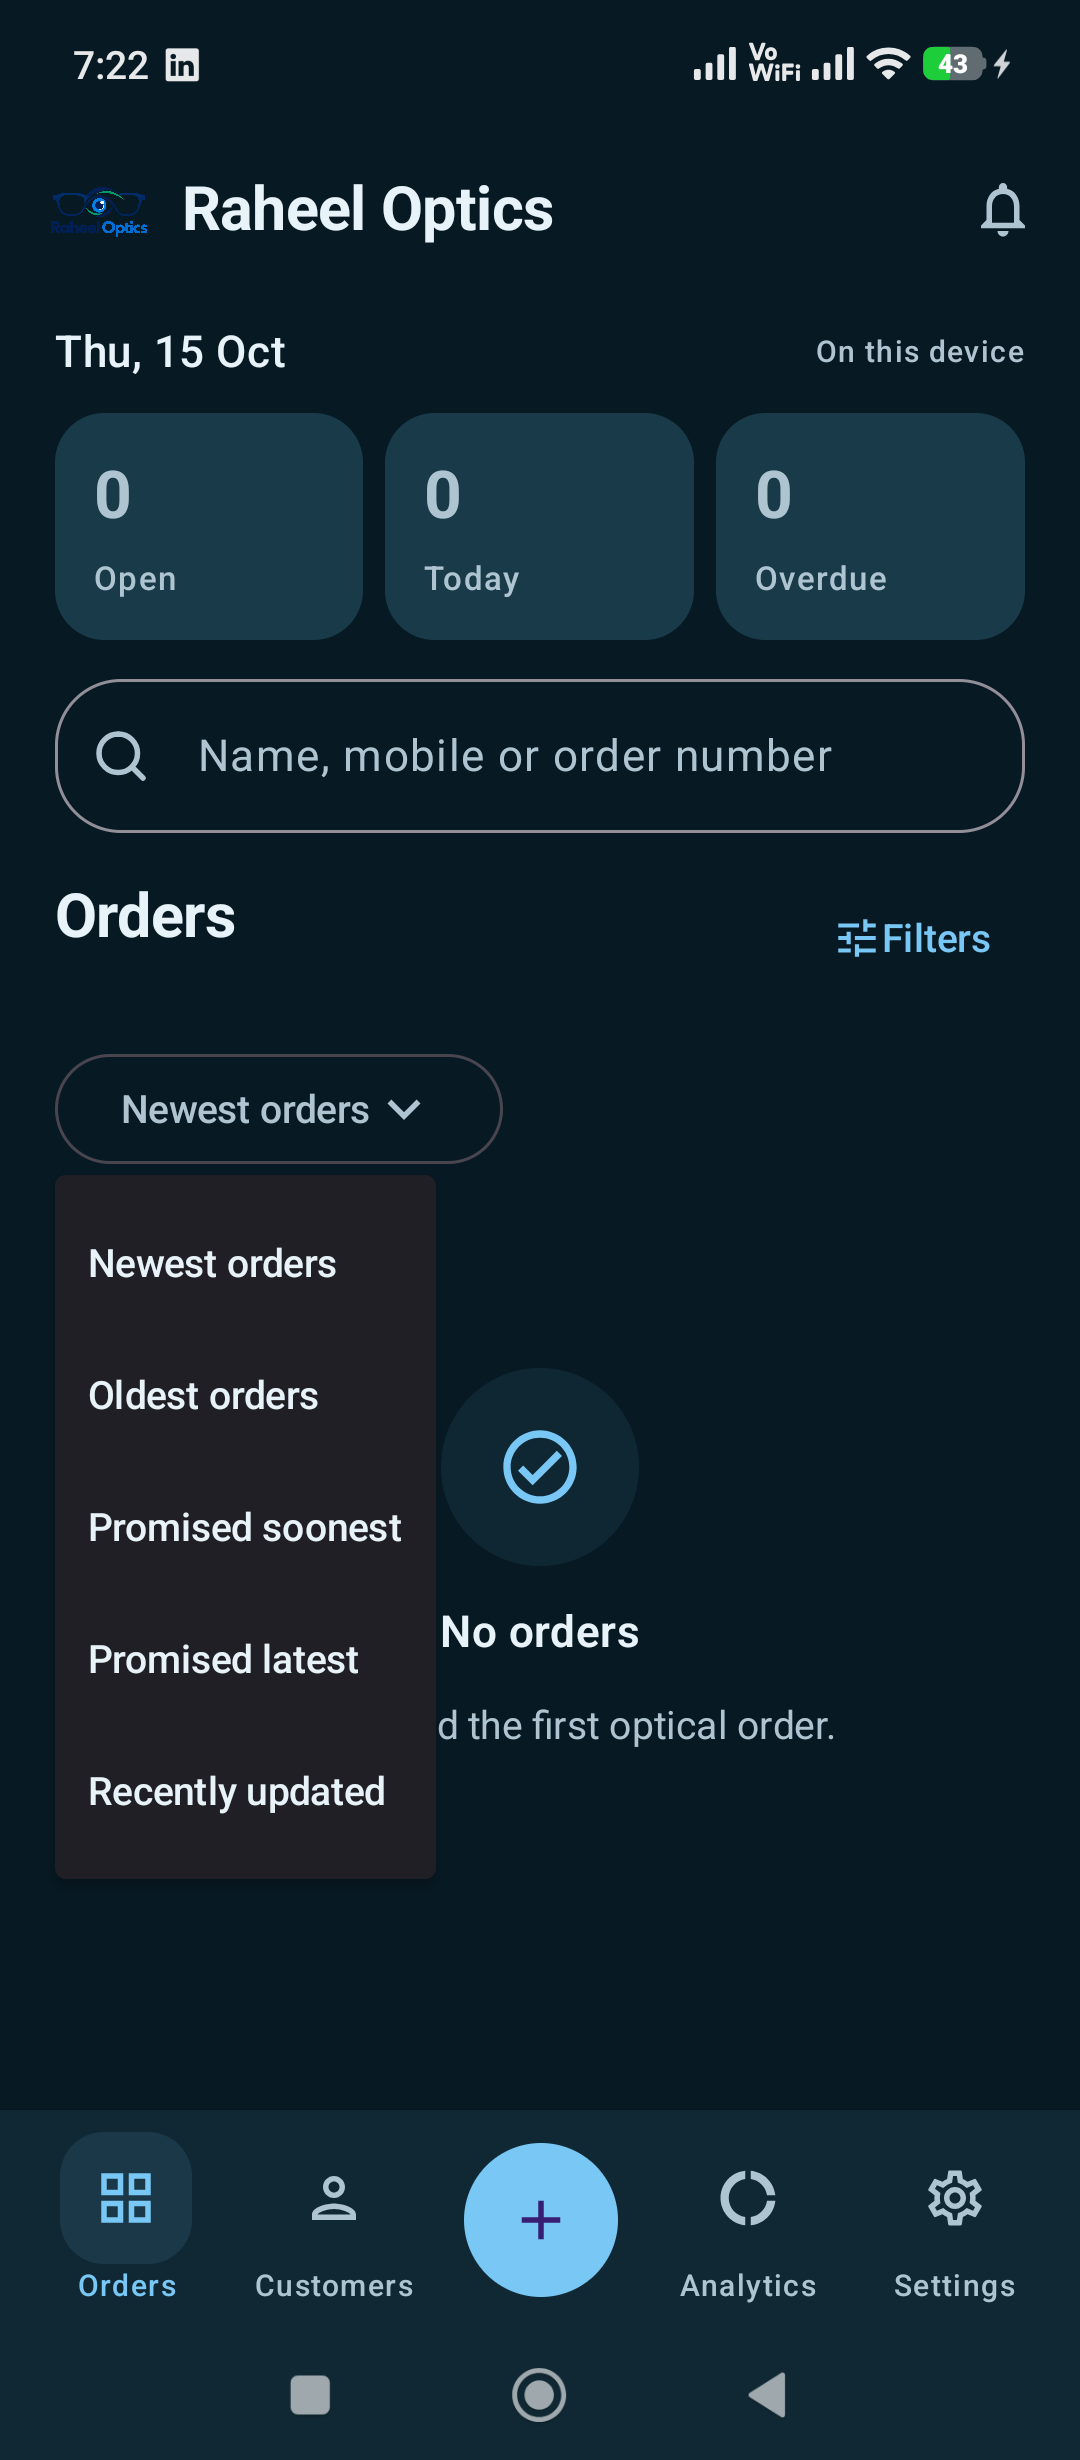 7:22
Vo
WiFi
43
Raheel Optics
Raheel Optics
Thu, 15 Oct
On this device
0
0
0
Open
Today
Overdue
Name, mobile or order number
Orders
Filters
Newest orders
Newest orders
Oldest orders
Promised soonest
No orders
Promised latest
d the first optical order.
Recently updated
Orders
Customers
Analytics
Settings